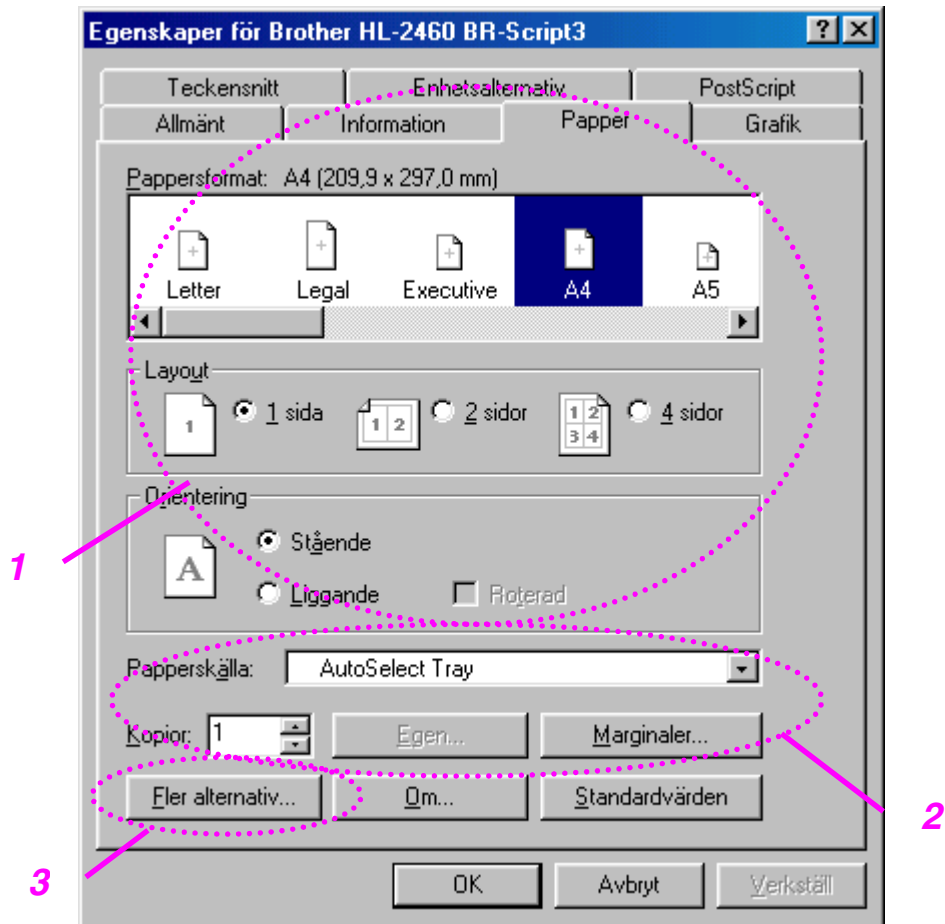 Egenskaper för Brother HL-2460 BR-Script3
Teckensnitt Enhetsalternativ PostScript
Allmänt Information Papper Grafik
Pappersformat: A4 (209,9 x 297,0 mm)
Letter Legal Executive A4 A5
Layout
1 1 sida 1 2 2 sidor 1 2 3 4 4 sidor
Orientering
A Stående
Liggande Roterad
1
Papperskälla: AutoSelect Tray
Kopior: 1 Egen... Marginaler...
2
Fler alternativ... Om... Standardvärden
3
OK Avbryt Verkställ